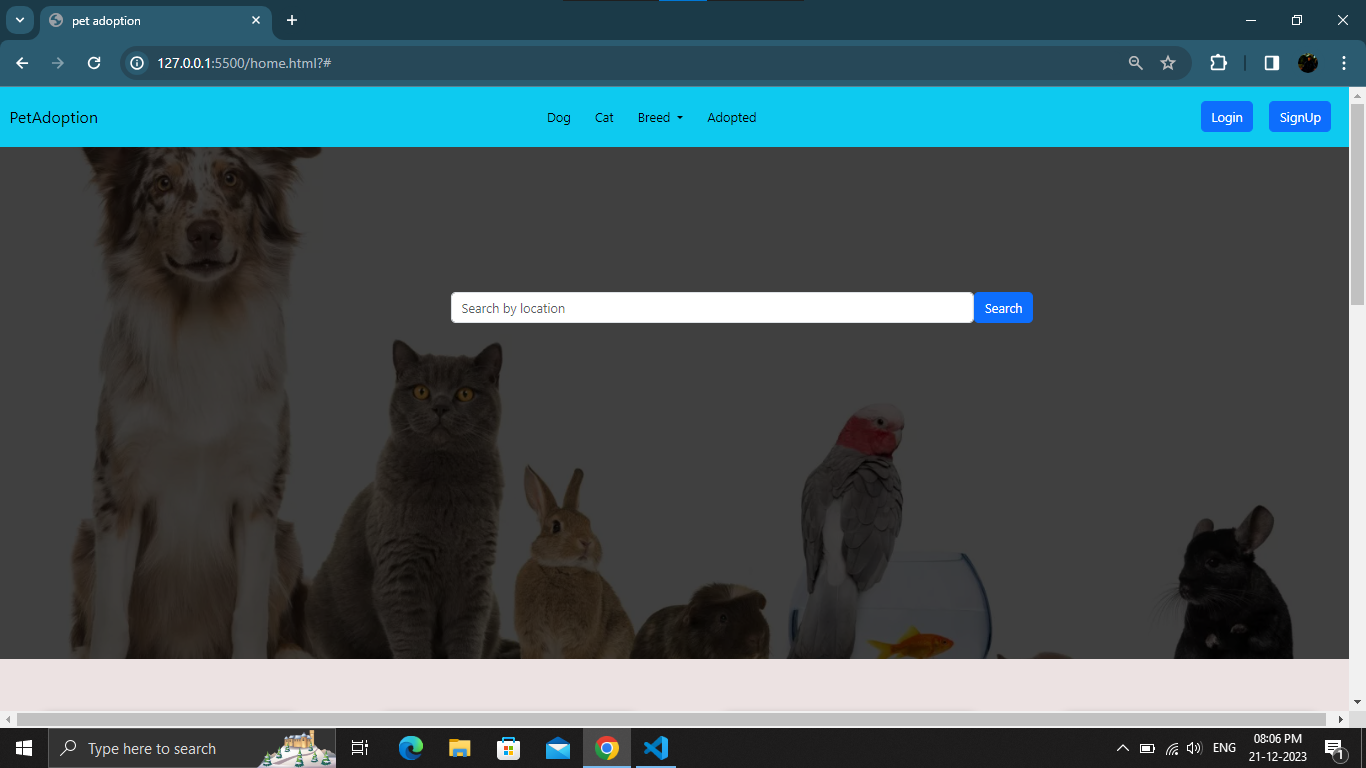 pet adoption
127.0.0.1:5500/home.html?#
PetAdoption
Dog Cat Breed Adopted
Login SignUp
Search by location Search
Type here to search
ENG
08:06 PM
21-12-2023
1